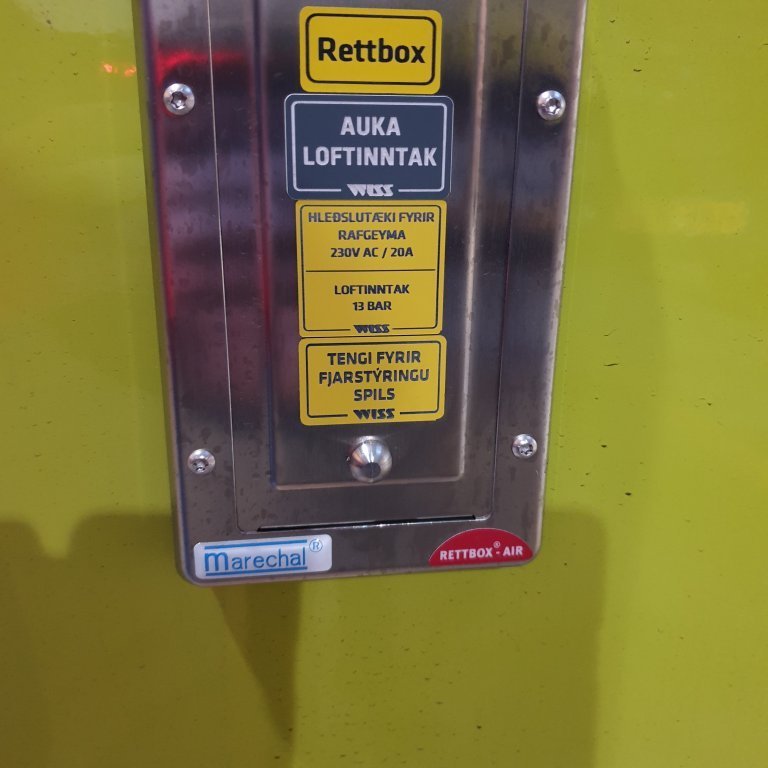 Rettbox
AUKA
LOFTINNTAK
WISS
HLEÐSLUTÆKI FYRIR
RAFGEYMA
230V AC / 20A
LOFTINNTAK
13 BAR
WISS
TENGI FYRIR
FJARSTÝRINGU
SPILS
WISS
marechal®
RETTBOX®-AIR